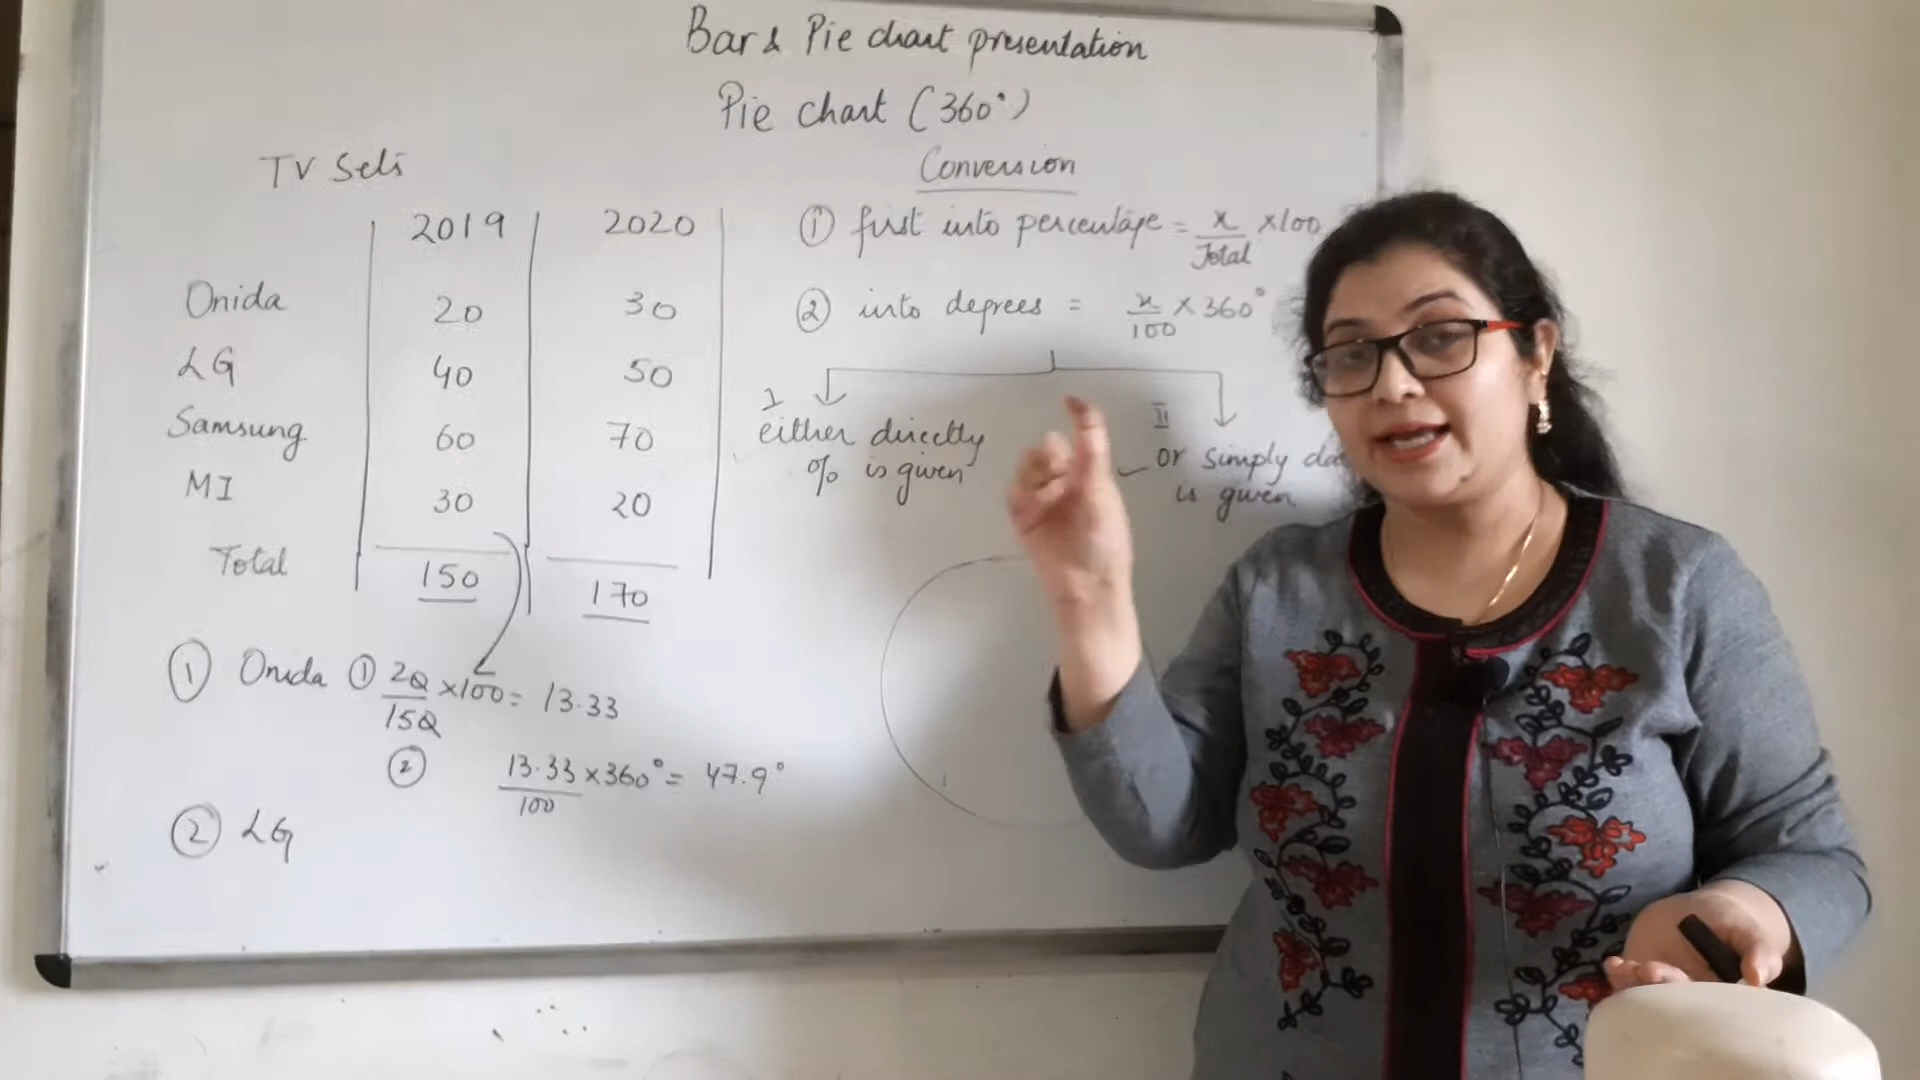 Bar & Pie chart presentation
Pie chart (360°)
TV Sets
Conversion
2019 2020
① first into percentage = x/Total ×100
Onida 20 30
② into degrees = x/100 × 360°
LG 40 50
I either directly
% is given
II or simply
is given
Samsung 60 70
MI 30 20
Total 150 170
① Onida ① 20/150 ×100 = 13.33
② 13.33/100 ×360° = 47.9°
② LG